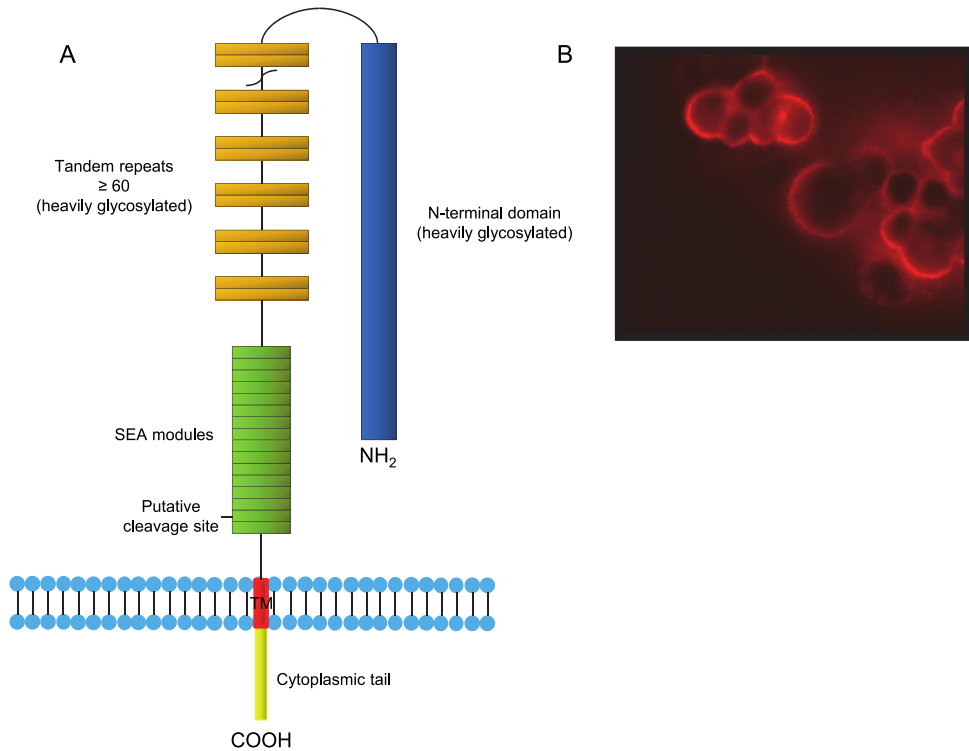 A
B
Tandem repeats
≥ 60
(heavily glycosylated)
N-terminal domain
(heavily glycosylated)
NH₂
SEA modules
Putative
cleavage site
TM
Cytoplasmic tail
COOH